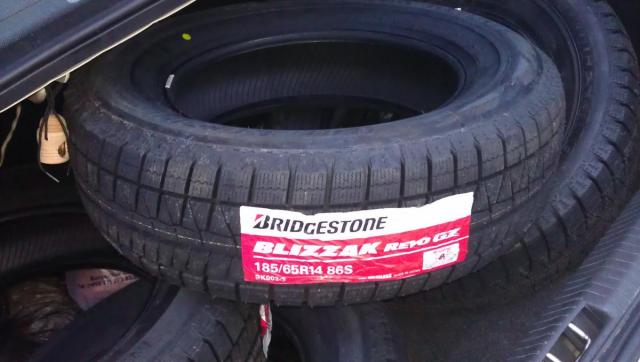 BRIDGESTONE
BLIZZAK REVO GZ
185/65R14 86S